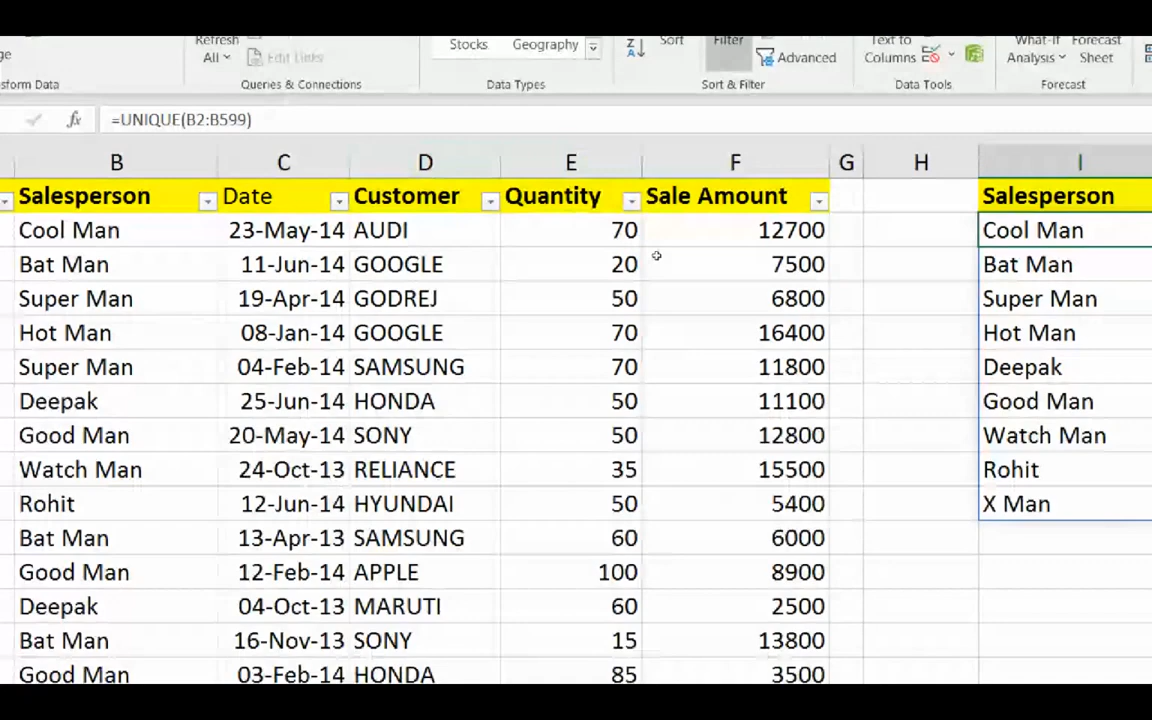 Refresh Sort Filter Text to What-If Forecast
ge All Edit Links Stocks Geography Advanced Columns Analysis Sheet
sform Data Queries & Connections Data Types Sort & Filter Data Tools Forecast
fx =UNIQUE(B2:B599)
B C D E F G H I
Salesperson Date Customer Quantity Sale Amount Salesperson
Cool Man 23-May-14 AUDI 70 12700 Cool Man
Bat Man 11-Jun-14 GOOGLE 20 7500 Bat Man
Super Man 19-Apr-14 GODREJ 50 6800 Super Man
Hot Man 08-Jan-14 GOOGLE 70 16400 Hot Man
Super Man 04-Feb-14 SAMSUNG 70 11800 Deepak
Deepak 25-Jun-14 HONDA 50 11100 Good Man
Good Man 20-May-14 SONY 50 12800 Watch Man
Watch Man 24-Oct-13 RELIANCE 35 15500 Rohit
Rohit 12-Jun-14 HYUNDAI 50 5400 X Man
Bat Man 13-Apr-13 SAMSUNG 60 6000
Good Man 12-Feb-14 APPLE 100 8900
Deepak 04-Oct-13 MARUTI 60 2500
Bat Man 16-Nov-13 SONY 15 13800
Good Man 03-Feb-14 HONDA 85 3500